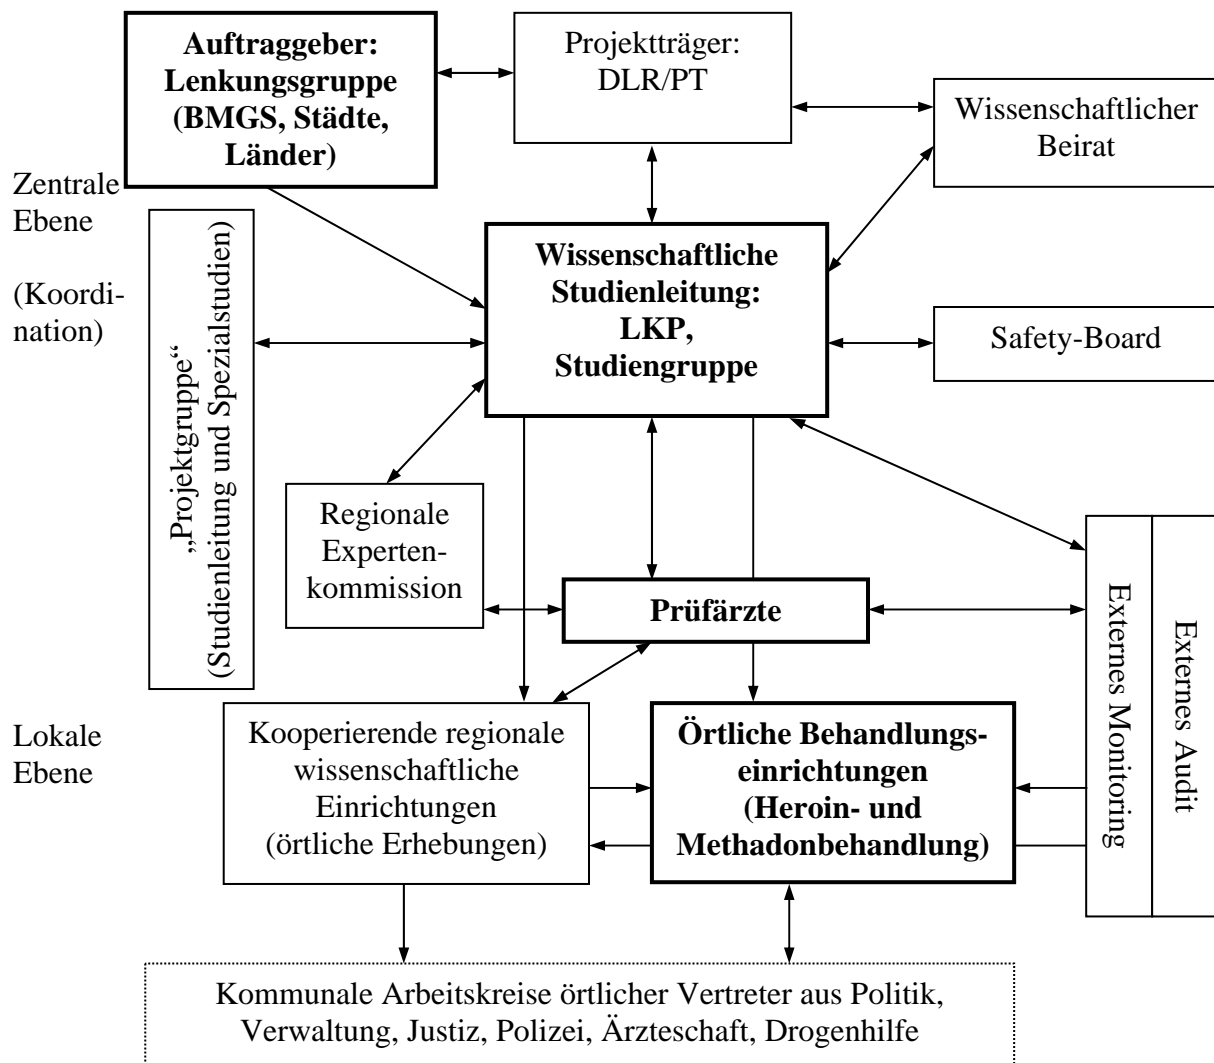 Auftraggeber:
Lenkungsgruppe
(BMGS, Städte,
Länder)
Projektträger:
DLR/PT
Wissenschaftlicher
Beirat
Zentrale
Ebene
(Koordi-
nation)
„Projektgruppe“
(Studienleitung und Spezialstudien)
Wissenschaftliche
Studienleitung:
LKP,
Studiengruppe
Safety-Board
Regionale
Experten-
kommission
Prüfärzte
Externes Monitoring
Externes Audit
Lokale
Ebene
Kooperierende regionale
wissenschaftliche
Einrichtungen
(örtliche Erhebungen)
Örtliche Behandlungs-
einrichtungen
(Heroin- und
Methadonbehandlung)
Kommunale Arbeitskreise örtlicher Vertreter aus Politik,
Verwaltung, Justiz, Polizei, Ärzteschaft, Drogenhilfe